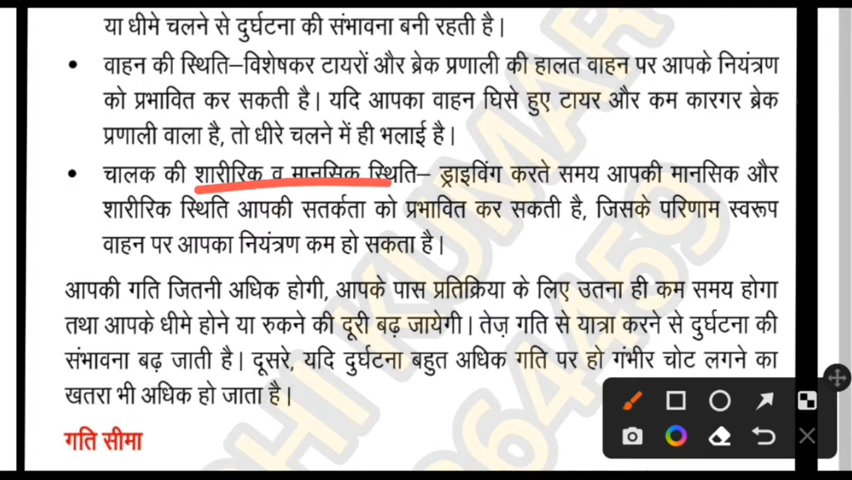 या धीमे चलने से दुर्घटना की संभावना बनी रहती है।
• वाहन की स्थिति–विशेषकर टायरों और ब्रेक प्रणाली की हालत वाहन पर आपके नियंत्रण
को प्रभावित कर सकती है। यदि आपका वाहन घिसे हुए टायर और कम कारगर ब्रेक
प्रणाली वाला है, तो धीरे चलने में ही भलाई है।
• चालक की शारीरिक व मानसिक स्थिति– ड्राइविंग करते समय आपकी मानसिक और
शारीरिक स्थिति आपकी सतर्कता को प्रभावित कर सकती है, जिसके परिणाम स्वरूप
वाहन पर आपका नियंत्रण कम हो सकता है।
आपकी गति जितनी अधिक होगी, आपके पास प्रतिक्रिया के लिए उतना ही कम समय होगा
तथा आपके धीमे होने या रुकने की दूरी बढ़ जायेगी। तेज़ गति से यात्रा करने से दुर्घटना की
संभावना बढ़ जाती है। दूसरे, यदि दुर्घटना बहुत अधिक गति पर हो गंभीर चोट लगने का
खतरा भी अधिक हो जाता है।
गति सीमा